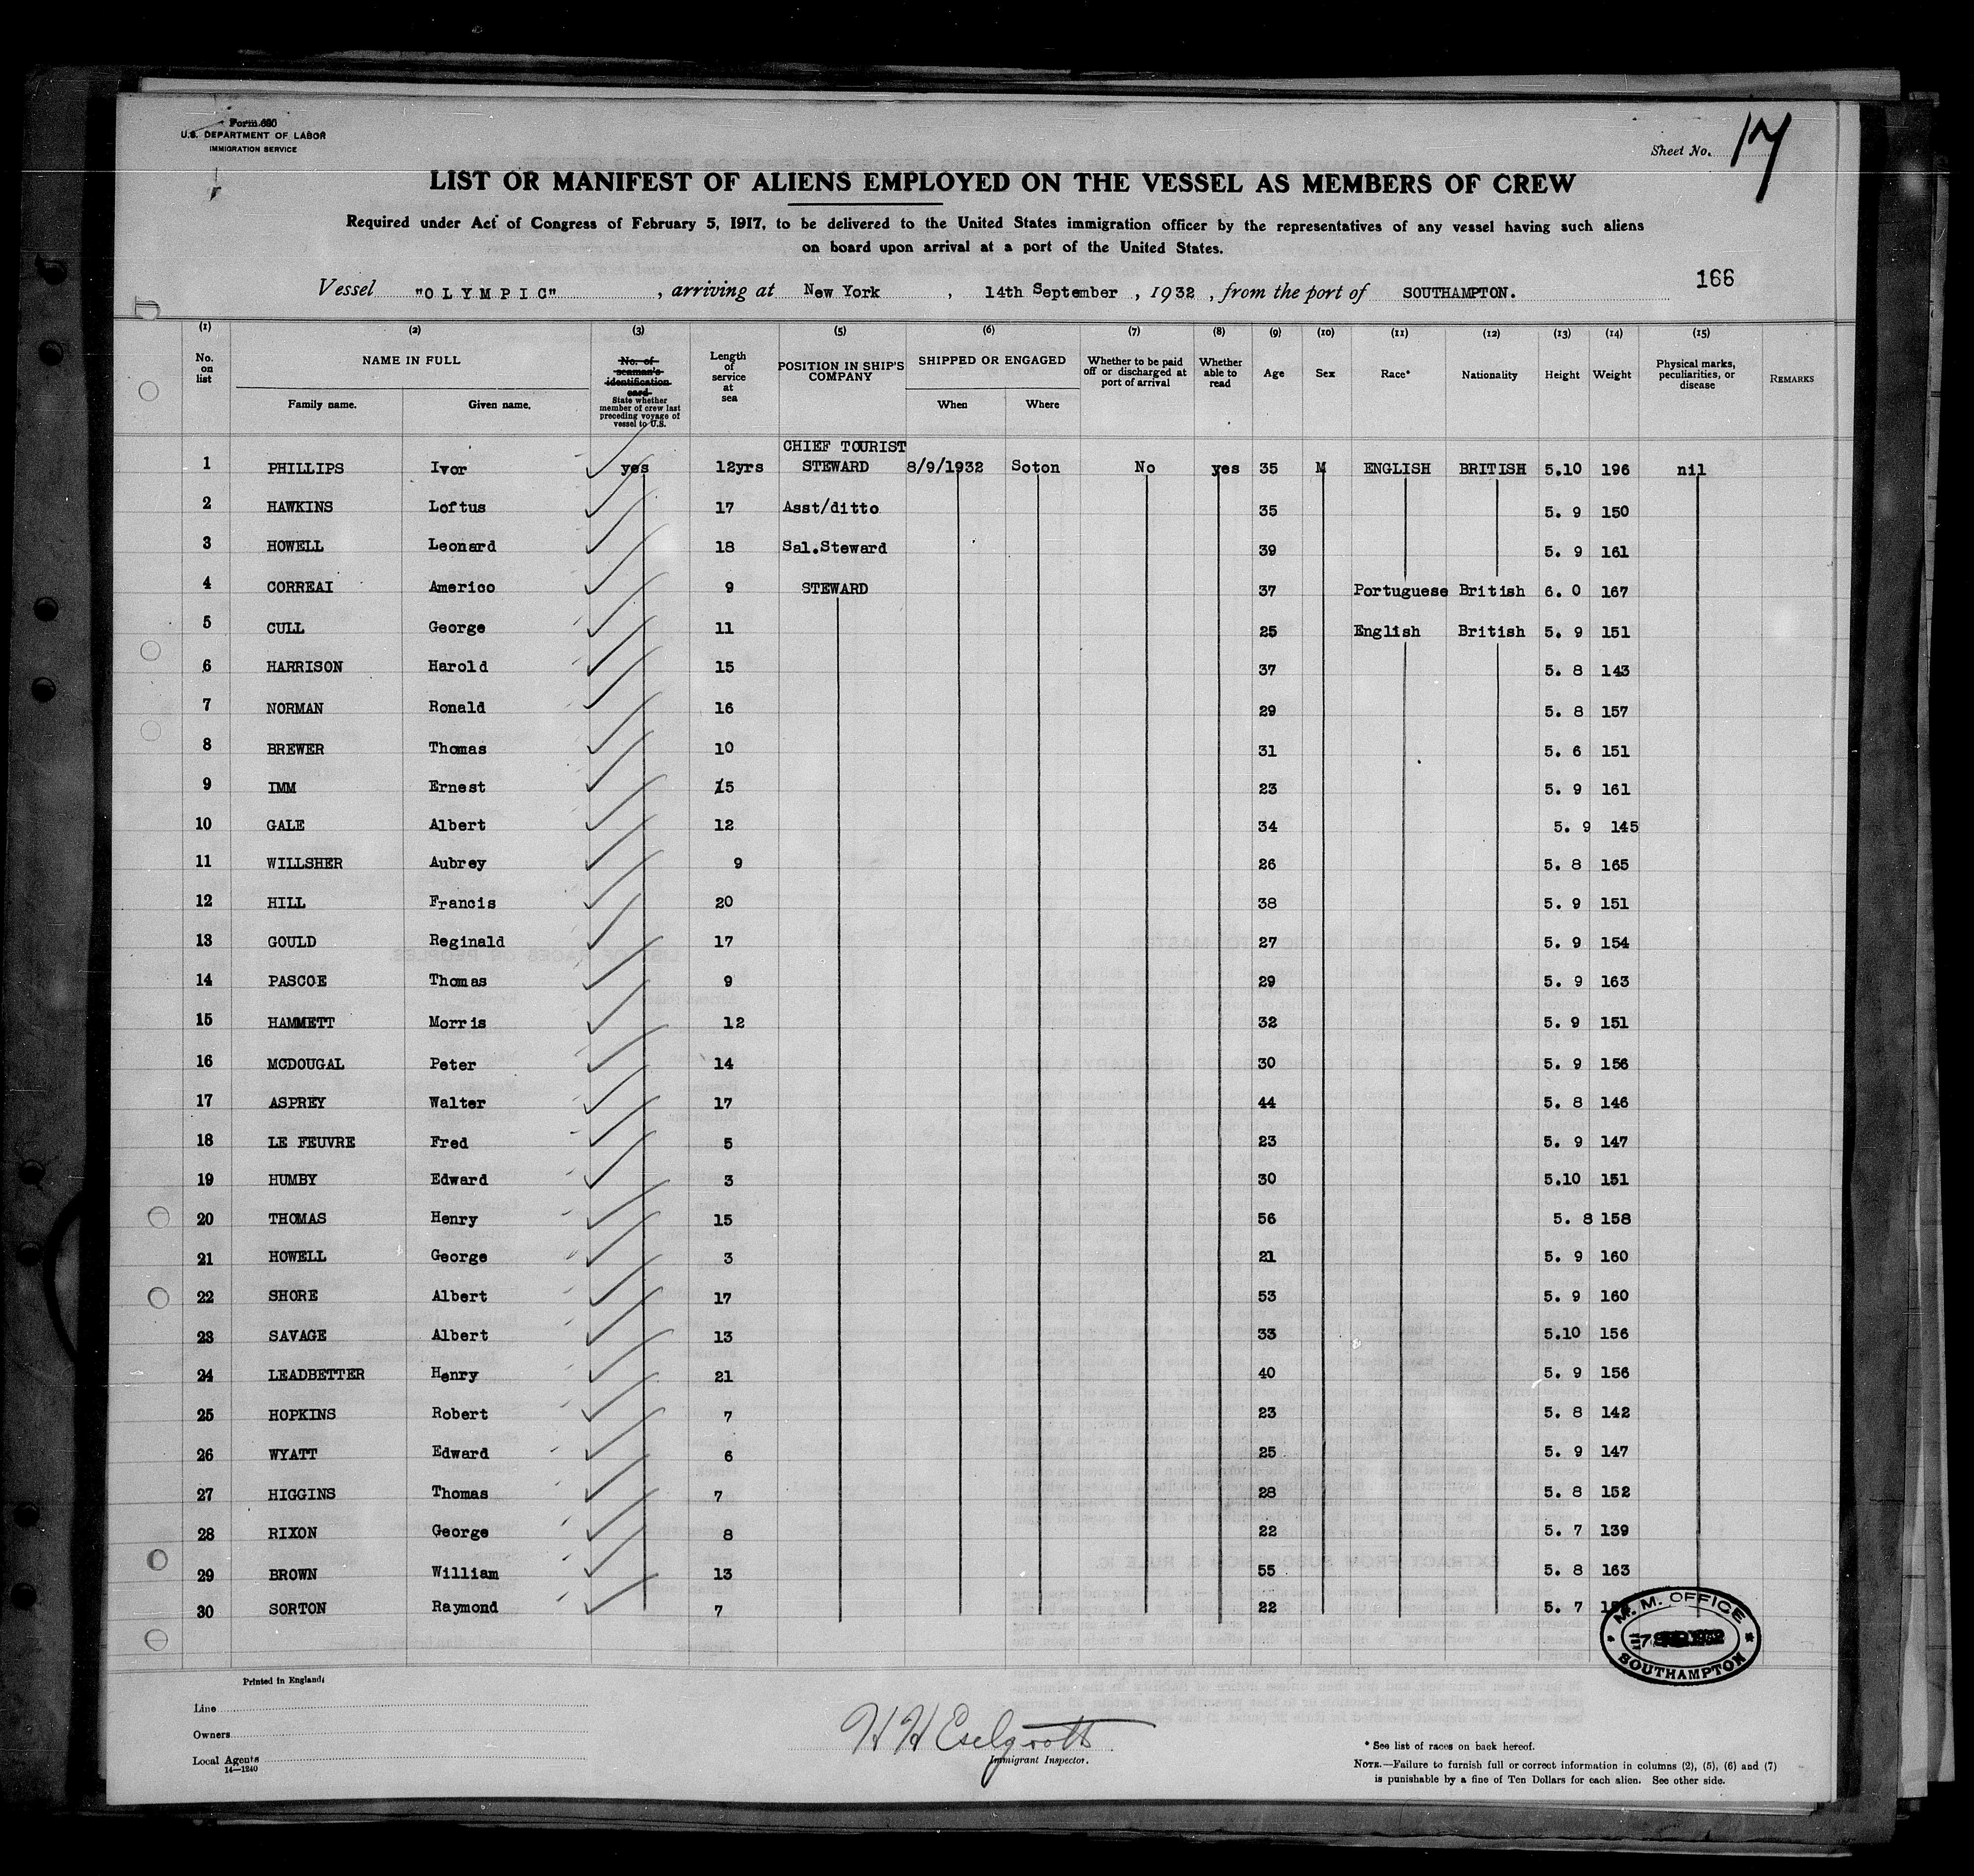 Form 680
U.S. DEPARTMENT OF LABOR
IMMIGRATION SERVICE
Sheet No. 17
LIST OR MANIFEST OF ALIENS EMPLOYED ON THE VESSEL AS MEMBERS OF CREW
Required under Act of Congress of February 5, 1917, to be delivered to the United States immigration officer by the representatives of any vessel having such aliens
on board upon arrival at a port of the United States.
166
Vessel "OLYMPIC", arriving at New York, 14th September, 1932, from the port of SOUTHAMPTON.
(1) (2) (3) (5) (6) (7) (8) (9) (10) (11) (12) (13) (14) (15)
No. on list
NAME IN FULL
Family name. Given name.
No. of seaman's identification card
State whether member of crew last preceding voyage of vessel to U.S.
Length of service at sea
POSITION IN SHIP'S COMPANY
SHIPPED OR ENGAGED
When Where
Whether to be paid off or discharged at port of arrival
Whether able to read
Age
Sex
Race*
Nationality
Height
Weight
Physical marks, peculiarities, or disease
REMARKS
CHIEF TOURIST
1 PHILLIPS Ivor yes 12yrs STEWARD 8/9/1932 Soton No yes 35 M ENGLISH BRITISH 5.10 196 nil
2 HAWKINS Loftus 17 Asst/ditto 35 5. 9 150
3 HOWELL Leonard 18 Sal.Steward 39 5. 9 161
4 CORREAI Americo 9 STEWARD 37 Portuguese British 6. 0 167
5 CULL George 11 25 English British 5. 9 151
6 HARRISON Harold 15 37 5. 8 143
7 NORMAN Ronald 16 29 5. 8 157
8 BREWER Thomas 10 31 5. 6 151
9 IMM Ernest 15 23 5. 9 161
10 GALE Albert 12 34 5. 9 145
11 WILLSHER Aubrey 9 26 5. 8 165
12 HILL Francis 20 38 5. 9 151
13 GOULD Reginald 17 27 5. 9 154
14 PASCOE Thomas 9 29 5. 9 163
15 HAMMETT Morris 12 32 5. 9 151
16 MCDOUGAL Peter 14 30 5. 9 156
17 ASPREY Walter 17 44 5. 8 146
18 LE FEUVRE Fred 5 23 5. 9 147
19 HUMBY Edward 3 30 5.10 151
20 THOMAS Henry 15 56 5. 8 158
21 HOWELL George 3 21 5. 9 160
22 SHORE Albert 17 53 5. 9 160
23 SAVAGE Albert 13 33 5.10 156
24 LEADBETTER Henry 21 40 5. 9 156
25 HOPKINS Robert 7 23 5. 8 142
26 WYATT Edward 6 25 5. 9 147
27 HIGGINS Thomas 7 28 5. 8 152
28 RIXON George 8 22 5. 7 139
29 BROWN William 13 55 5. 8 163
30 SORTON Raymond 7 22 5. 7
M. M. OFFICE
SOUTHAMPTON
Printed in England
Line
Owners
Local Agents
14—1240
H H Eselgroth
Immigrant Inspector.
* See list of races on back hereof.
NOTE.—Failure to furnish full or correct information in columns (2), (5), (6) and (7)
is punishable by a fine of Ten Dollars for each alien. See other side.